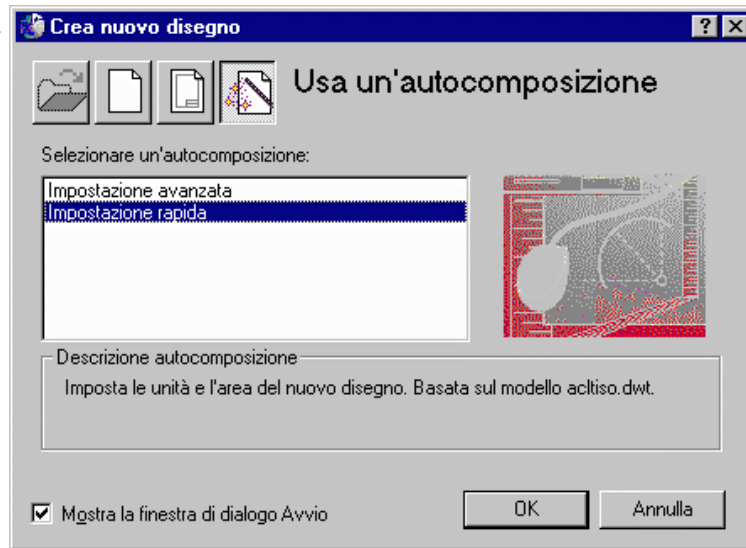 Crea nuovo disegno
Usa un'autocomposizione
Selezionare un'autocomposizione:
Impostazione avanzata
Impostazione rapida
Descrizione autocomposizione
Imposta le unità e l'area del nuovo disegno. Basata sul modello acltiso.dwt.
Mostra la finestra di dialogo Avvio
OK
Annulla